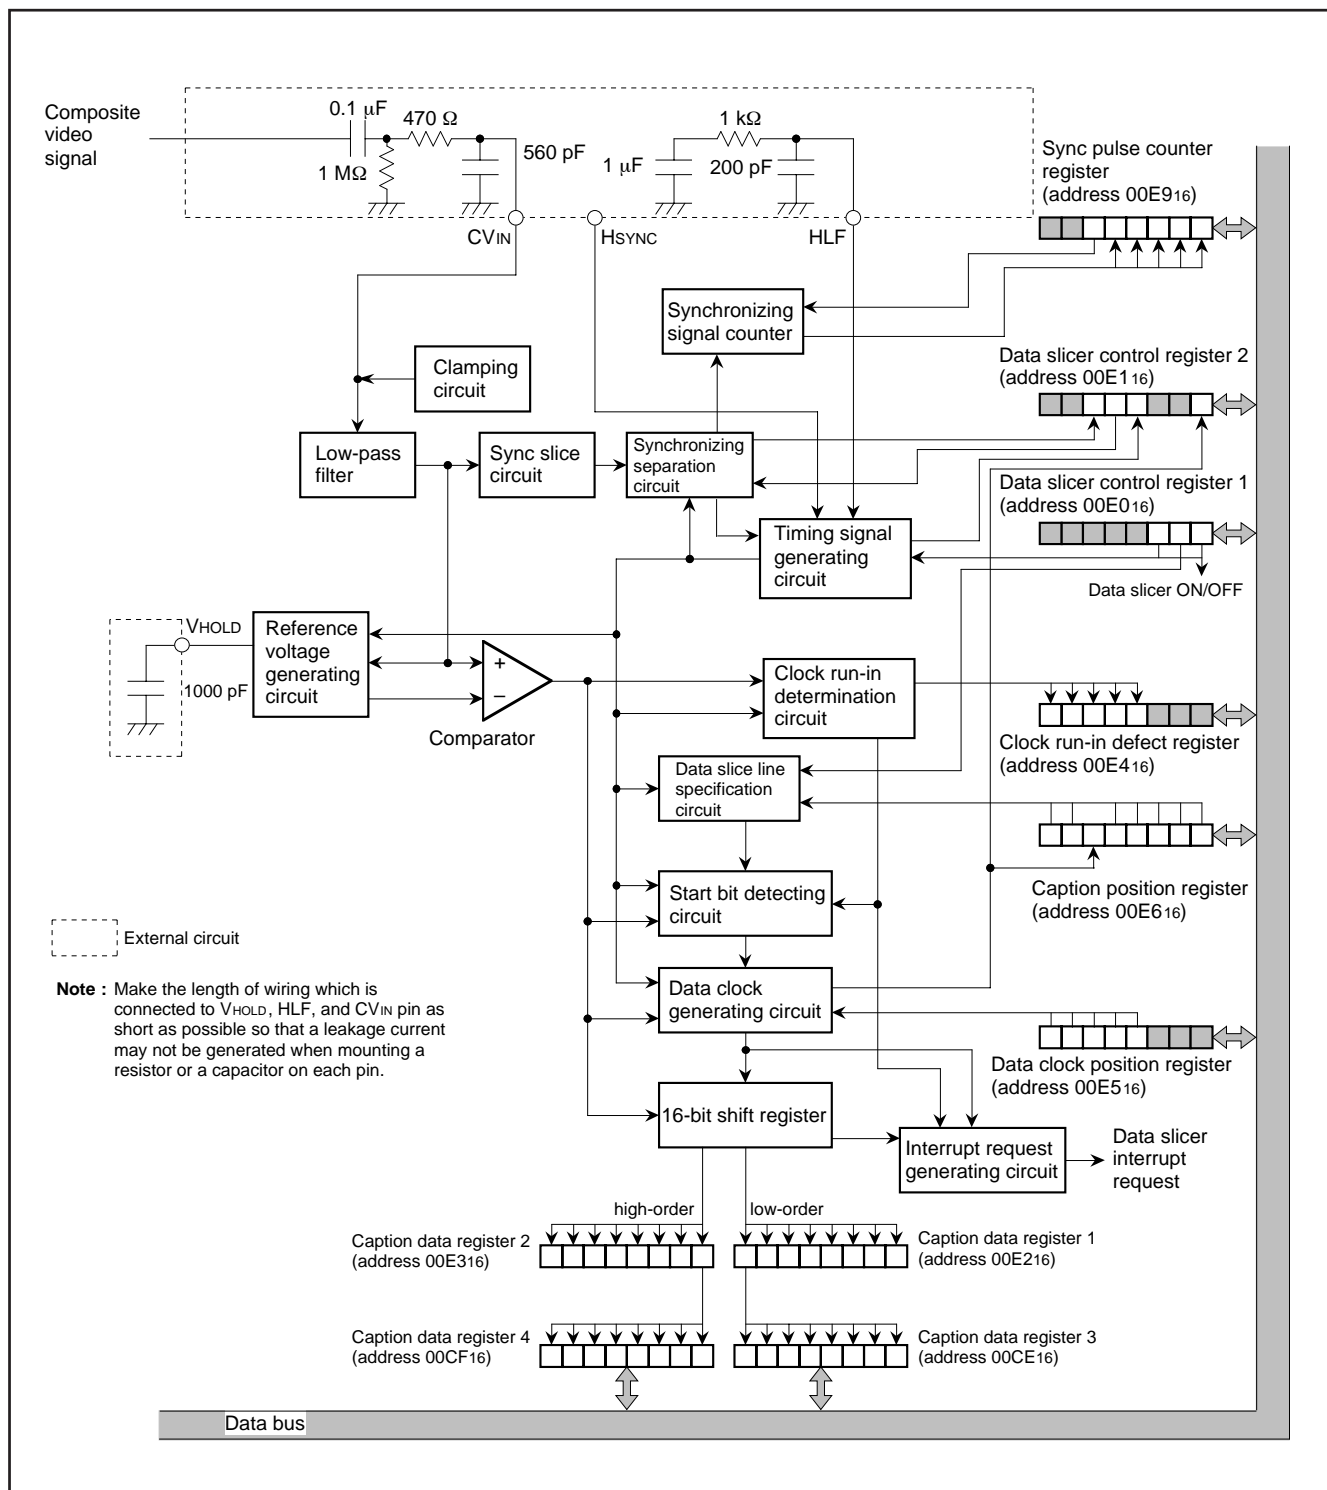 Composite
video
signal
0.1 µF
470 Ω
1 MΩ
560 pF
1 kΩ
1 µF
200 pF
CVIN
HSYNC
HLF
Sync pulse counter
register
(address 00E916)
Synchronizing
signal counter
Data slicer control register 2
(address 00E116)
Clamping
circuit
Low-pass
filter
Sync slice
circuit
Synchronizing
separation
circuit
Data slicer control register 1
(address 00E016)
Timing signal
generating
circuit
Data slicer ON/OFF
VHOLD
1000 pF
Reference
voltage
generating
circuit
+
−
Comparator
Clock run-in
determination
circuit
Clock run-in defect register
(address 00E416)
Data slice line
specification
circuit
Start bit detecting
circuit
Caption position register
(address 00E616)
External circuit
Data clock
generating circuit
Note : Make the length of wiring which is
connected to VHOLD, HLF, and CVIN pin as
short as possible so that a leakage current
may not be generated when mounting a
resistor or a capacitor on each pin.
Data clock position register
(address 00E516)
16-bit shift register
Interrupt request
generating circuit
Data slicer
interrupt
request
high-order
low-order
Caption data register 2
(address 00E316)
Caption data register 1
(address 00E216)
Caption data register 4
(address 00CF16)
Caption data register 3
(address 00CE16)
Data bus